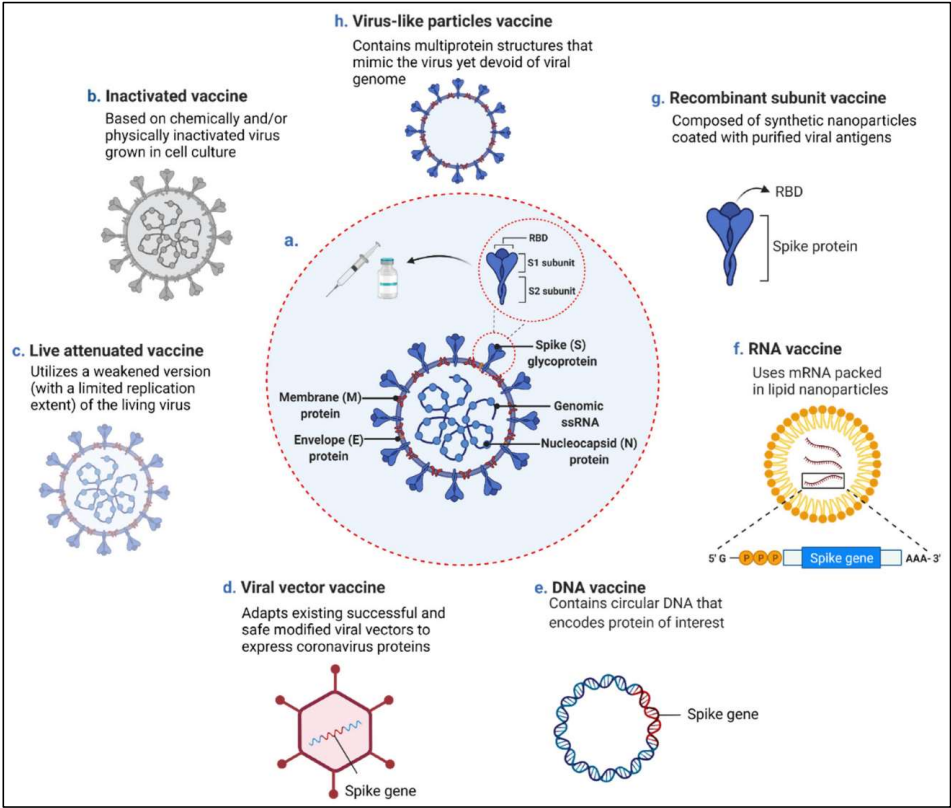 h. Virus-like particles vaccine
Contains multiprotein structures that
mimic the virus yet devoid of viral
genome
b. Inactivated vaccine
Based on chemically and/or
physically inactivated virus
grown in cell culture
g. Recombinant subunit vaccine
Composed of synthetic nanoparticles
coated with purified viral antigens
RBD
Spike protein
a.
RBD
S1 subunit
S2 subunit
Spike (S)
glycoprotein
Membrane (M)
protein
Envelope (E)
protein
Genomic
ssRNA
Nucleocapsid (N)
protein
c. Live attenuated vaccine
Utilizes a weakened version
(with a limited replication
extent) of the living virus
f. RNA vaccine
Uses mRNA packed
in lipid nanoparticles
5' G P P P Spike gene AAA- 3'
d. Viral vector vaccine
Adapts existing successful and
safe modified viral vectors to
express coronavirus proteins
Spike gene
e. DNA vaccine
Contains circular DNA that
encodes protein of interest
Spike gene